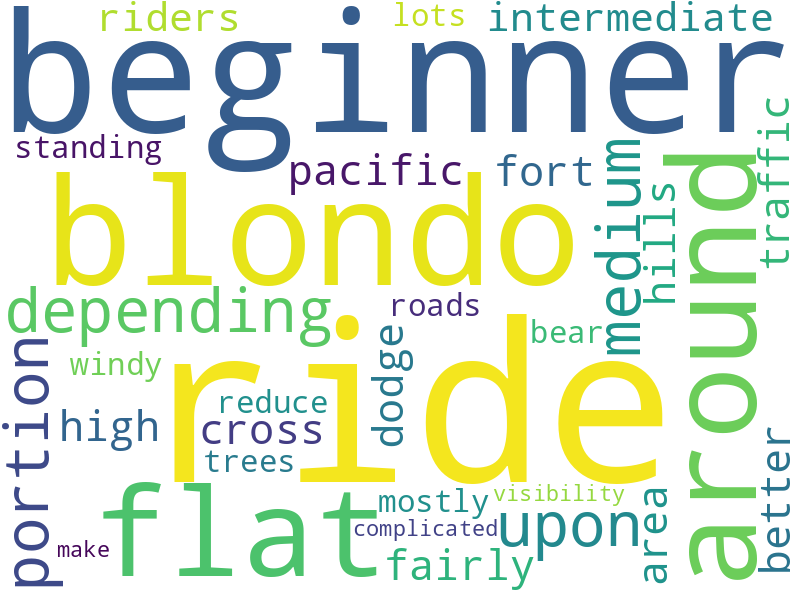 riders
lots
intermediate
beginner
standing
pacific
fort
traffic
medium
hills
around
blondo
depending
roads
ride
bear
dodge
windy
portion
high
reduce
cross
trees
better
flat
mostly
visibility
area
complicated
upon
make
fairly